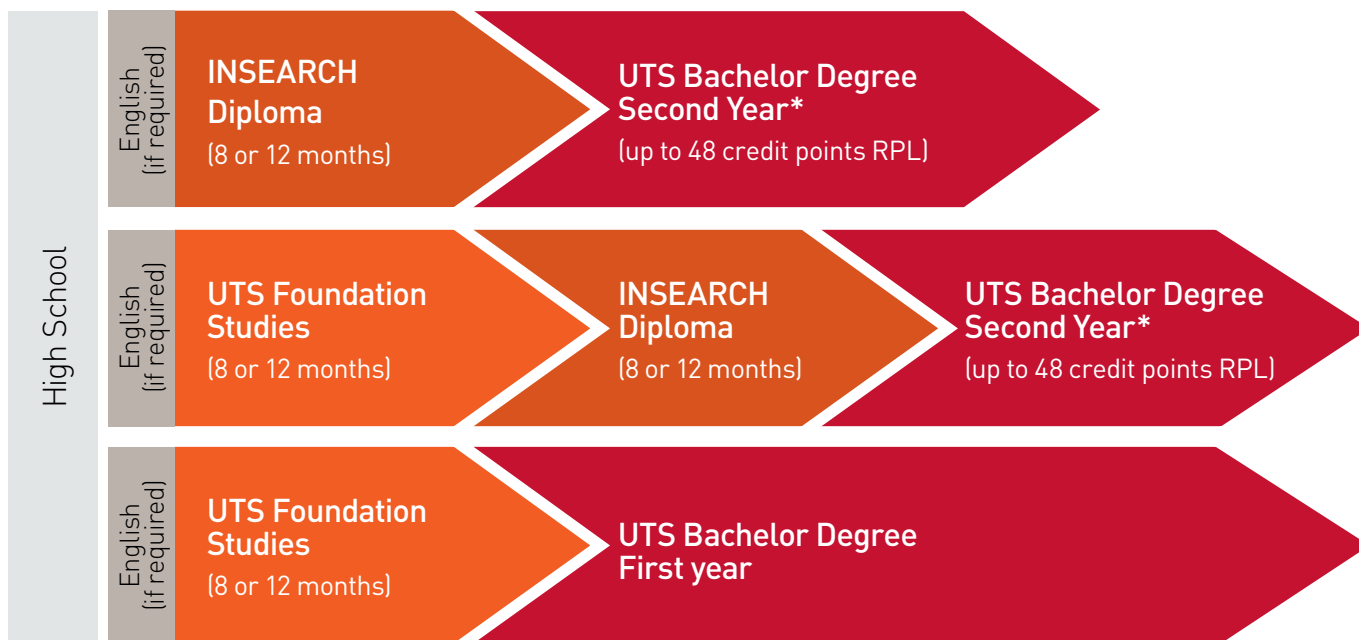 High School
English
(if required)
INSEARCH
Diploma
(8 or 12 months)
UTS Bachelor Degree
Second Year*
(up to 48 credit points RPL)
English
(if required)
UTS Foundation
Studies
(8 or 12 months)
INSEARCH
Diploma
(8 or 12 months)
UTS Bachelor Degree
Second Year*
(up to 48 credit points RPL)
English
(if required)
UTS Foundation
Studies
(8 or 12 months)
UTS Bachelor Degree
First year